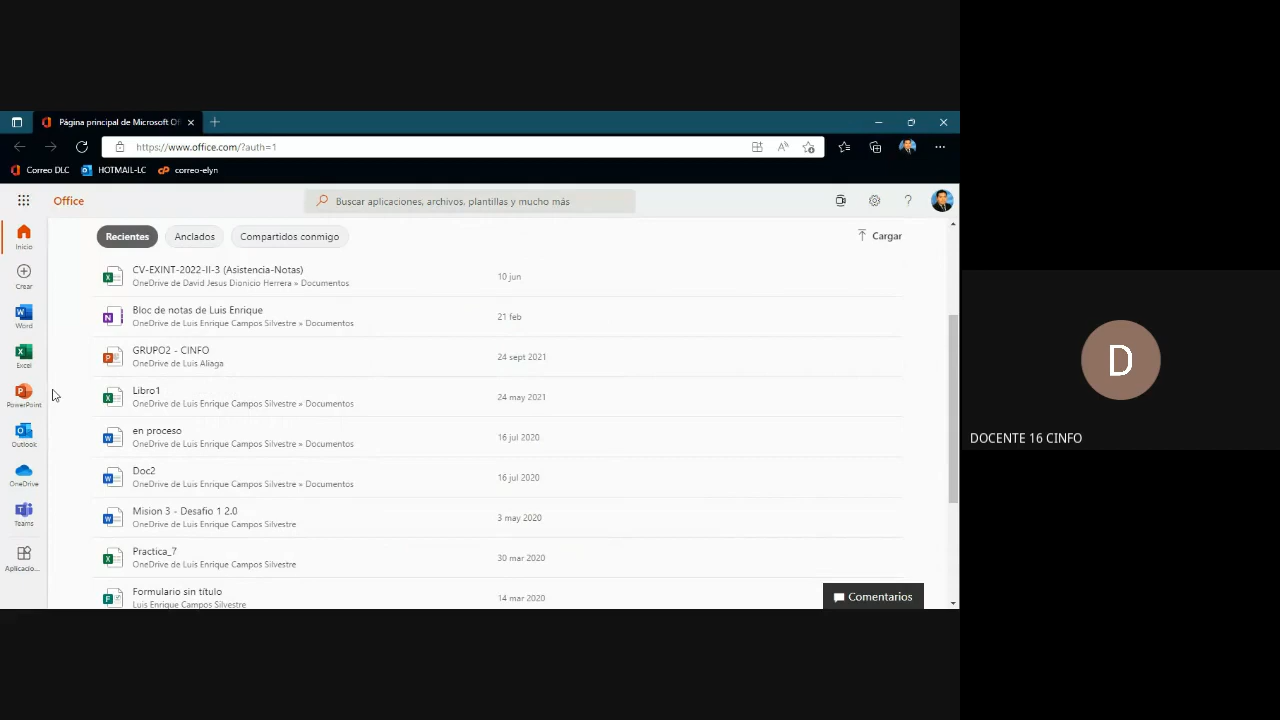 Página principal de Microsoft Of
https://www.office.com/?auth=1
Correo DLC
HOTMAIL-LC
correo-elyn
Office
Buscar aplicaciones, archivos, plantillas y mucho más
Inicio
Crear
Word
Excel
PowerPoint
Outlook
OneDrive
Teams
Aplicacio...
Recientes
Anclados
Compartidos conmigo
Cargar
CV-EXINT-2022-II-3 (Asistencia-Notas)
OneDrive de David Jesus Dionicio Herrera » Documentos
10 jun
Bloc de notas de Luis Enrique
OneDrive de Luis Enrique Campos Silvestre » Documentos
21 feb
GRUPO2 - CINFO
OneDrive de Luis Aliaga
24 sept 2021
Libro1
OneDrive de Luis Enrique Campos Silvestre » Documentos
24 may 2021
en proceso
OneDrive de Luis Enrique Campos Silvestre » Documentos
16 jul 2020
Doc2
OneDrive de Luis Enrique Campos Silvestre » Documentos
16 jul 2020
Mision 3 - Desafio 1 2.0
OneDrive de Luis Enrique Campos Silvestre
3 may 2020
Practica_7
OneDrive de Luis Enrique Campos Silvestre
30 mar 2020
Formulario sin título
Luis Enrique Campos Silvestre
14 mar 2020
Comentarios
D
DOCENTE 16 CINFO